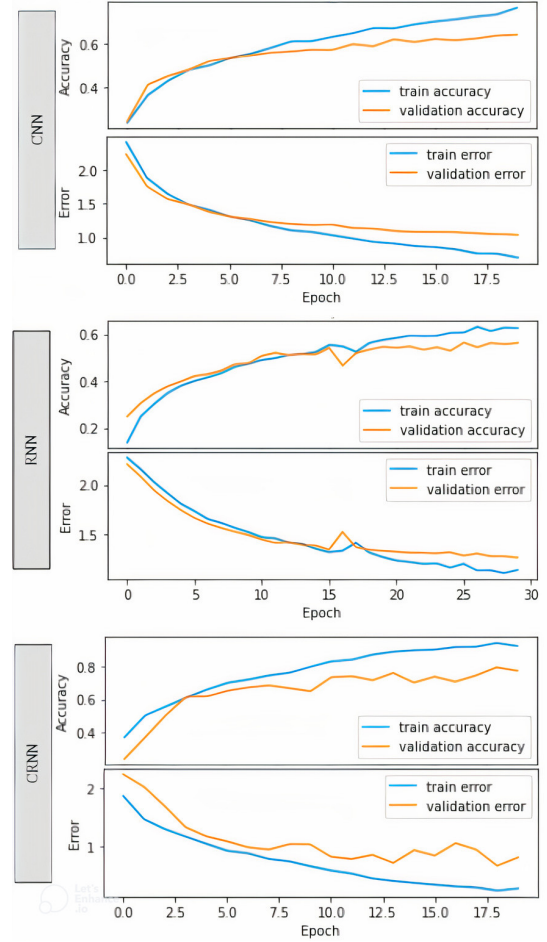 CNN
Accuracy
0.6
0.4
train accuracy
validation accuracy
Error
2.0
1.5
1.0
train error
validation error
0.0 2.5 5.0 7.5 10.0 12.5 15.0 17.5
Epoch
RNN
Accuracy
0.6
0.4
0.2
train accuracy
validation accuracy
Error
2.0
1.5
train error
validation error
0 5 10 15 20 25 30
Epoch
CRNN
Accuracy
0.8
0.6
0.4
train accuracy
validation accuracy
Error
2
1
train error
validation error
0.0 2.5 5.0 7.5 10.0 12.5 15.0 17.5
Epoch
Let's
Enhance
.io